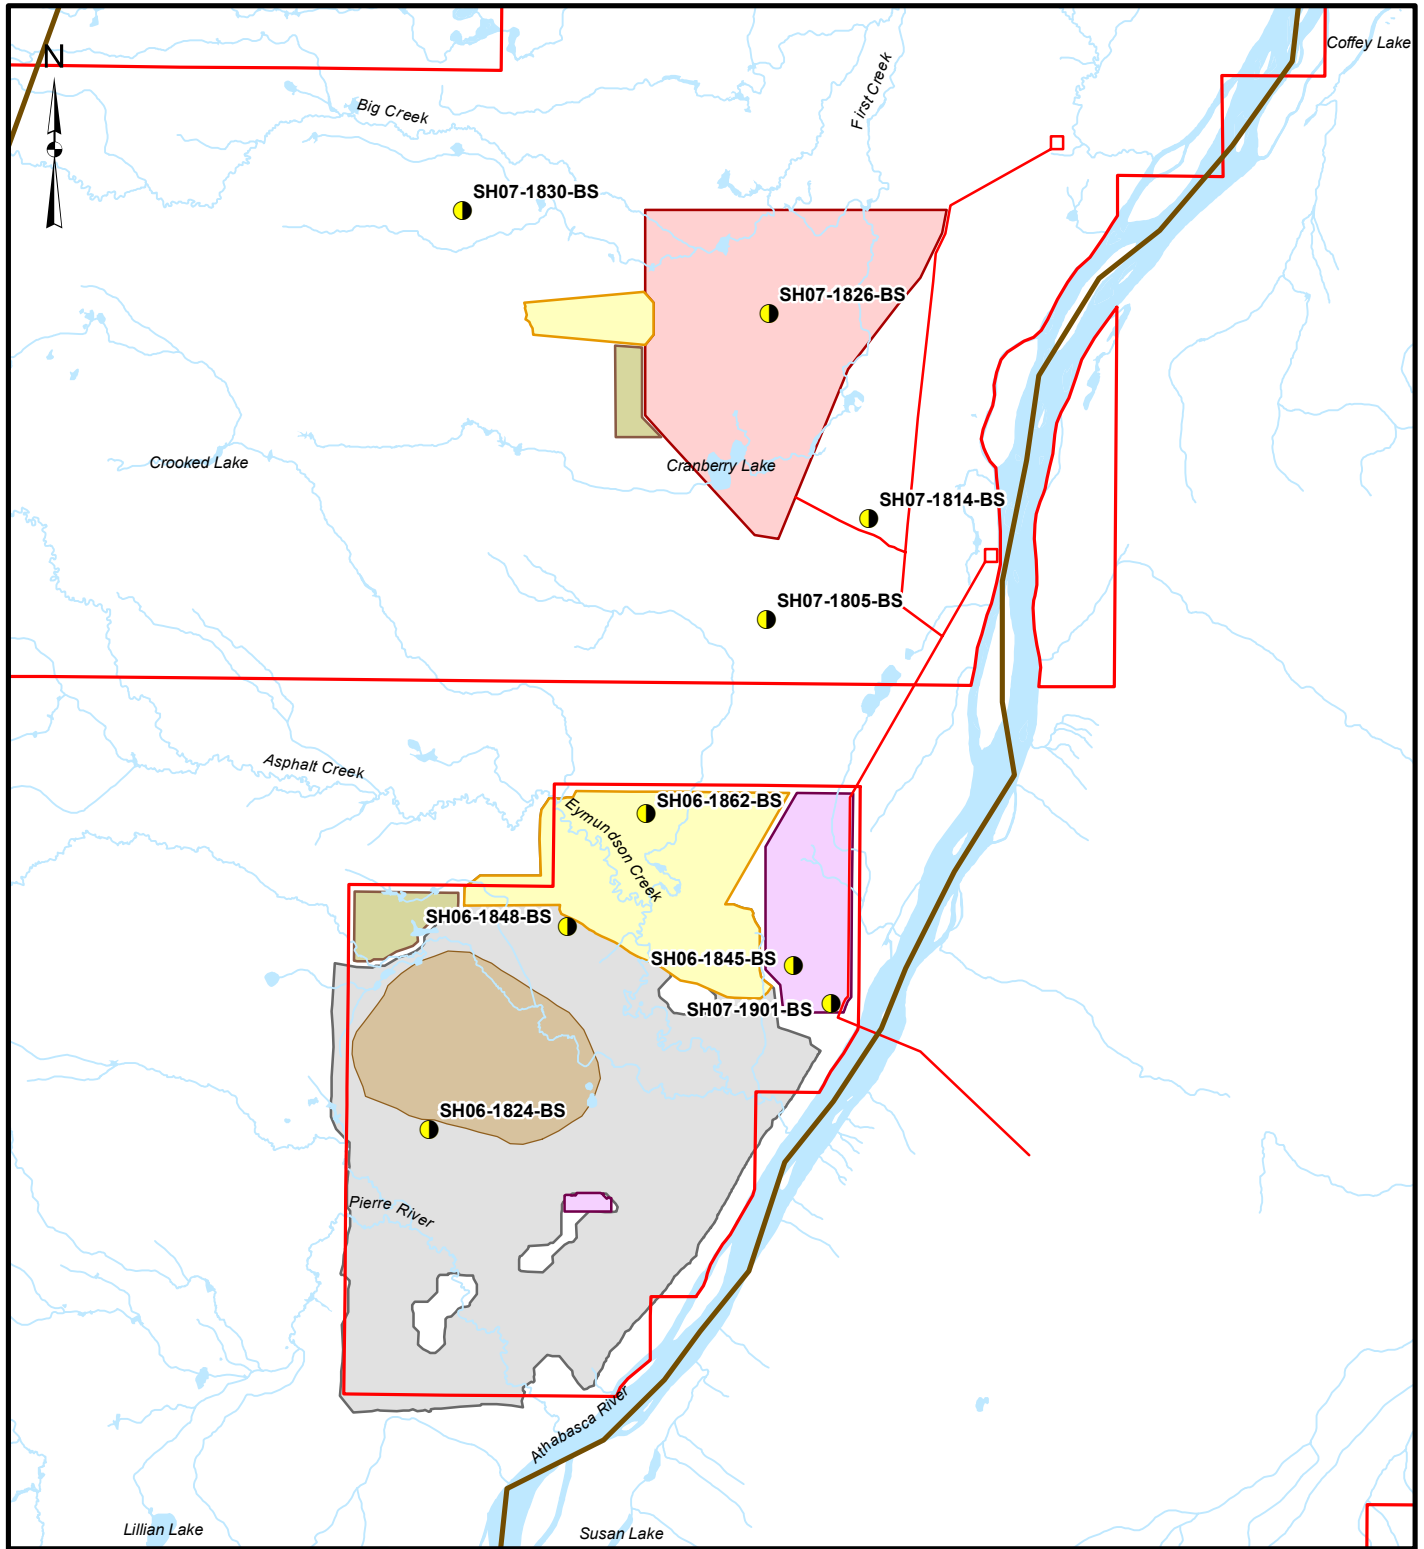 Coffey Lake
N
First Creek
Big Creek
SH07-1830-BS
SH07-1826-BS
Crooked Lake
Cranberry Lake
SH07-1814-BS
SH07-1805-BS
Asphalt Creek
SH06-1862-BS
Eymundson Creek
SH06-1848-BS
SH06-1845-BS
SH07-1901-BS
SH06-1824-BS
Pierre River
Athabasca River
Lillian Lake
Susan Lake